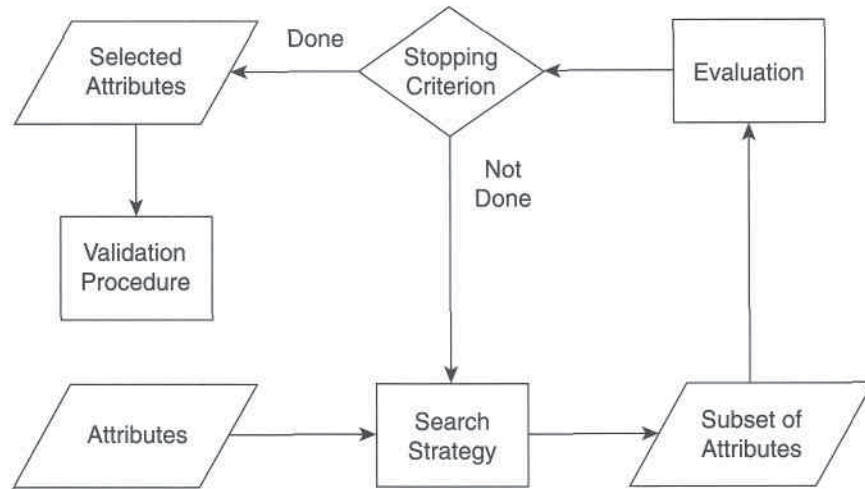 Done
Selected
Attributes
Stopping
Criterion
Evaluation
Not
Done
Validation
Procedure
Attributes
Search
Strategy
Subset of
Attributes